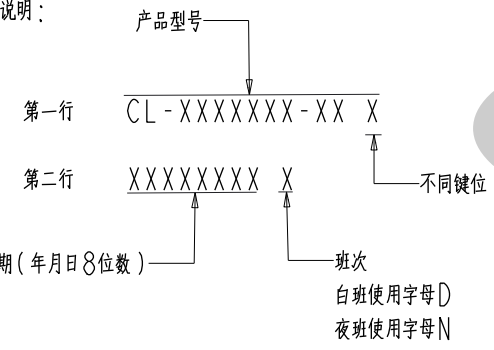 说明：
产品型号
第一行 CL-XXXXXXX-XX X
不同键位
第二行 XXXXXXXX X
期(年月日8位数)
班次
白班使用字母D
夜班使用字母N